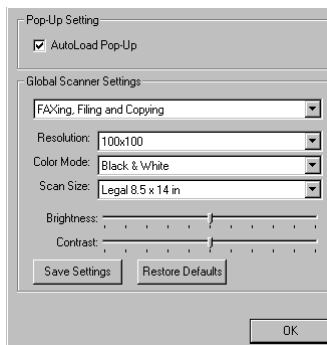 Pop-Up Setting
AutoLoad Pop-Up
Global Scanner Settings
FAXing, Filing and Copying
Resolution: 100x100
Color Mode: Black & White
Scan Size: Legal 8.5 x 14 in
Brightness:
Contrast:
Save Settings Restore Defaults
OK